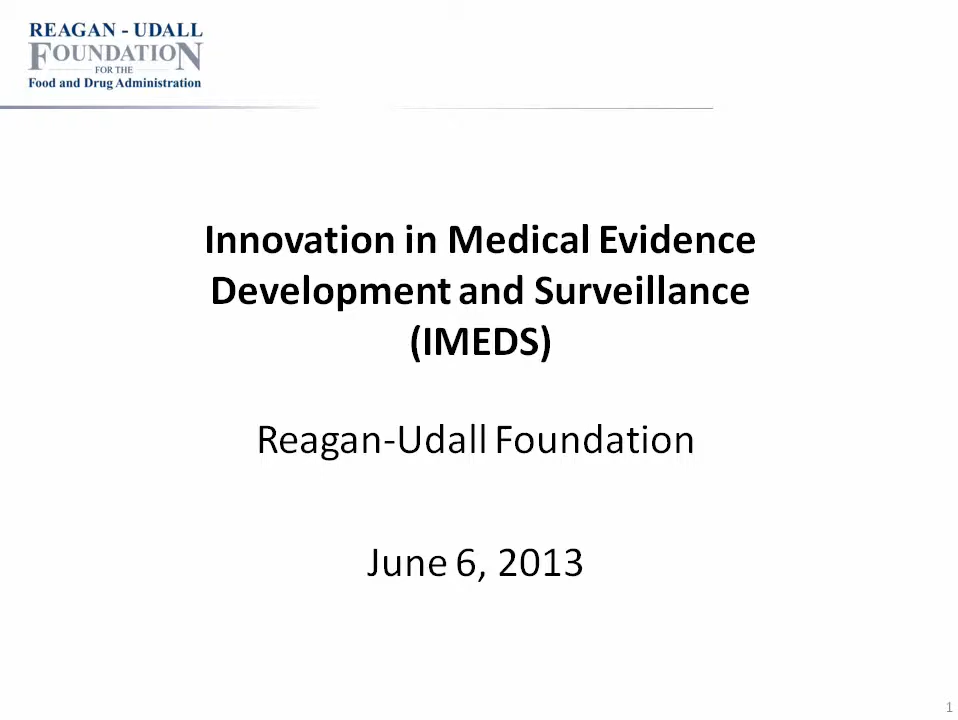 REAGAN - UDALL
FOUNDATION
FOR THE
Food and Drug Administration
Innovation in Medical Evidence
Development and Surveillance
(IMEDS)
Reagan-Udall Foundation
June 6, 2013
1